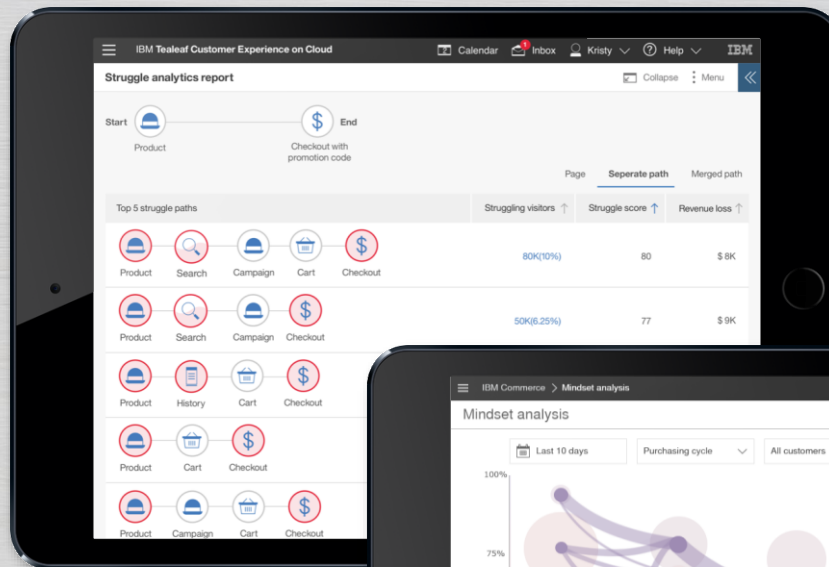 IBM Tealeaf Customer Experience on Cloud
7 Calendar
1 Inbox
Kristy
? Help
IBM
Struggle analytics report
Collapse
Menu
Start
$ End
Product
Checkout with
promotion code
Page Seperate path Merged path
Top 5 struggle paths Struggling visitors Struggle score Revenue loss
$
Product Search Campaign Cart Checkout
80K(10%) 80 $ 8K
$
Product Search Campaign Checkout
50K(6.25%) 77 $ 9K
$
Product History Cart Checkout
$
Product Cart Checkout
$
Product Campaign Cart Checkout
IBM Commerce > Mindset analysis
Mindset analysis
Last 10 days
Purchasing cycle
All customers
100%
75%